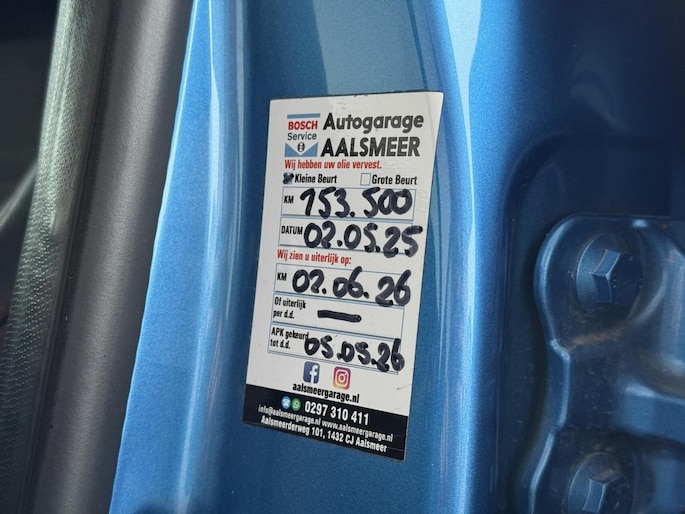 BOSCH
Service
Autogarage
AALSMEER
Wij hebben uw olie ververst.
Kleine Beurt Grote Beurt
KM 153.500
DATUM 02.05.25
Wij zien u uiterlijk op:
KM 02.06.26
Of uiterlijk
per d.d. —
APK gekeurd
tot d.d. 05.05.26
aalsmeergarage.nl
0297 310 411
info@aalsmeergarage.nl www.aalsmeergarage.nl
Aalsmeerderweg 101, 1432 CJ Aalsmeer